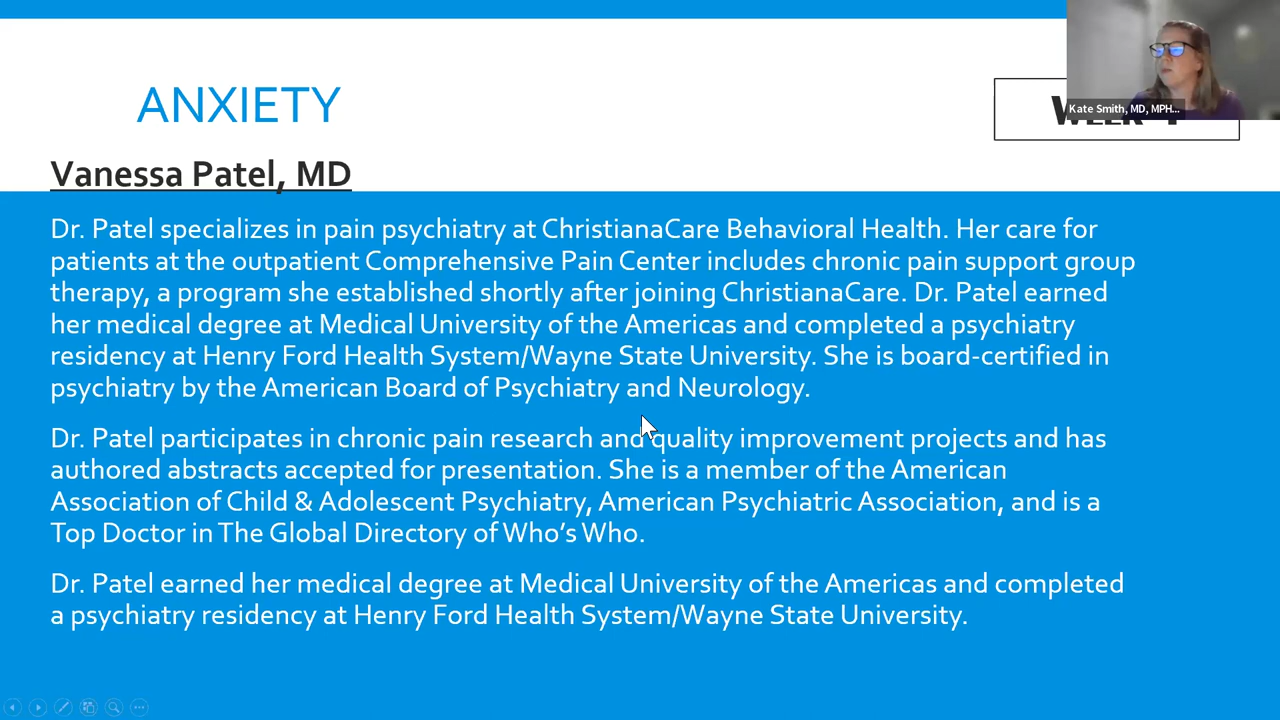 ANXIETY
Kate Smith, MD, MPH...
Vanessa Patel, MD
Dr. Patel specializes in pain psychiatry at ChristianaCare Behavioral Health. Her care for
patients at the outpatient Comprehensive Pain Center includes chronic pain support group
therapy, a program she established shortly after joining ChristianaCare. Dr. Patel earned
her medical degree at Medical University of the Americas and completed a psychiatry
residency at Henry Ford Health System/Wayne State University. She is board-certified in
psychiatry by the American Board of Psychiatry and Neurology.
Dr. Patel participates in chronic pain research and quality improvement projects and has
authored abstracts accepted for presentation. She is a member of the American
Association of Child & Adolescent Psychiatry, American Psychiatric Association, and is a
Top Doctor in The Global Directory of Who’s Who.
Dr. Patel earned her medical degree at Medical University of the Americas and completed
a psychiatry residency at Henry Ford Health System/Wayne State University.